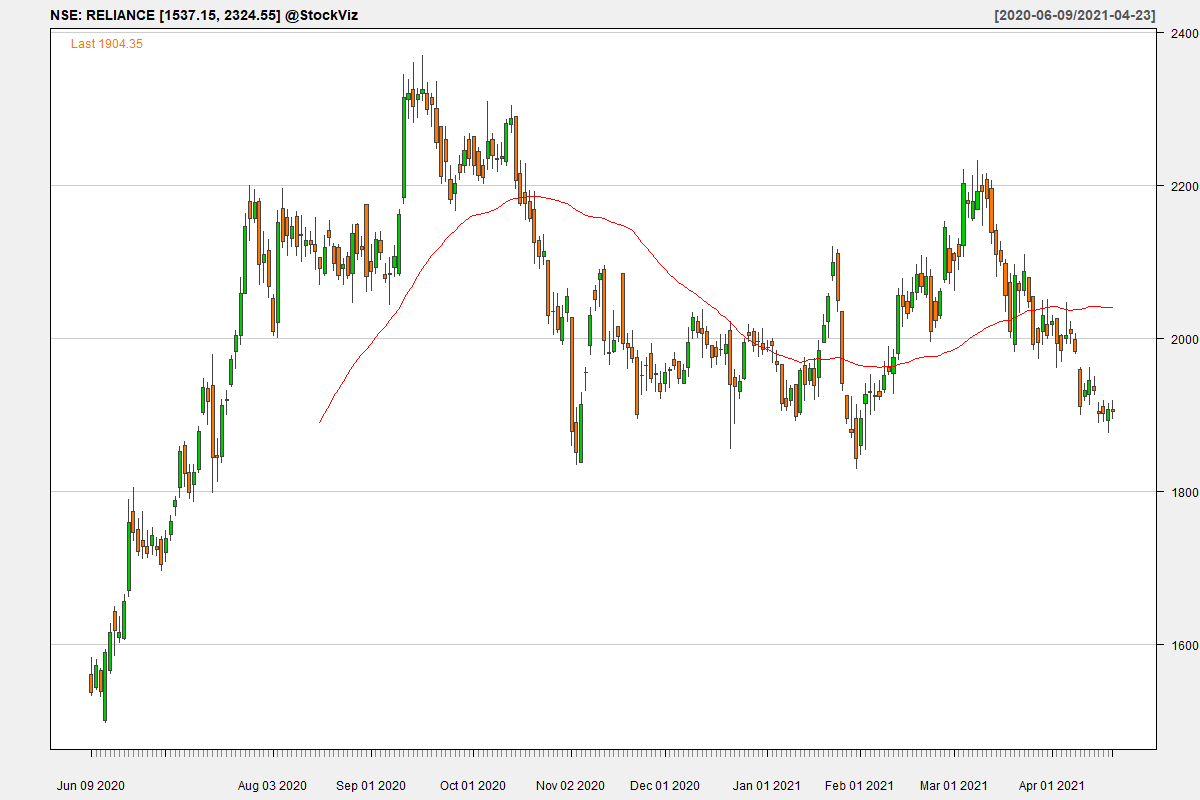 NSE: RELIANCE [1537.15, 2324.55] @StockViz
[2020-06-09/2021-04-23]
Last 1904.35
2400
2200
2000
1800
1600
Jun 09 2020
Aug 03 2020
Sep 01 2020
Oct 01 2020
Nov 02 2020
Dec 01 2020
Jan 01 2021
Feb 01 2021
Mar 01 2021
Apr 01 2021